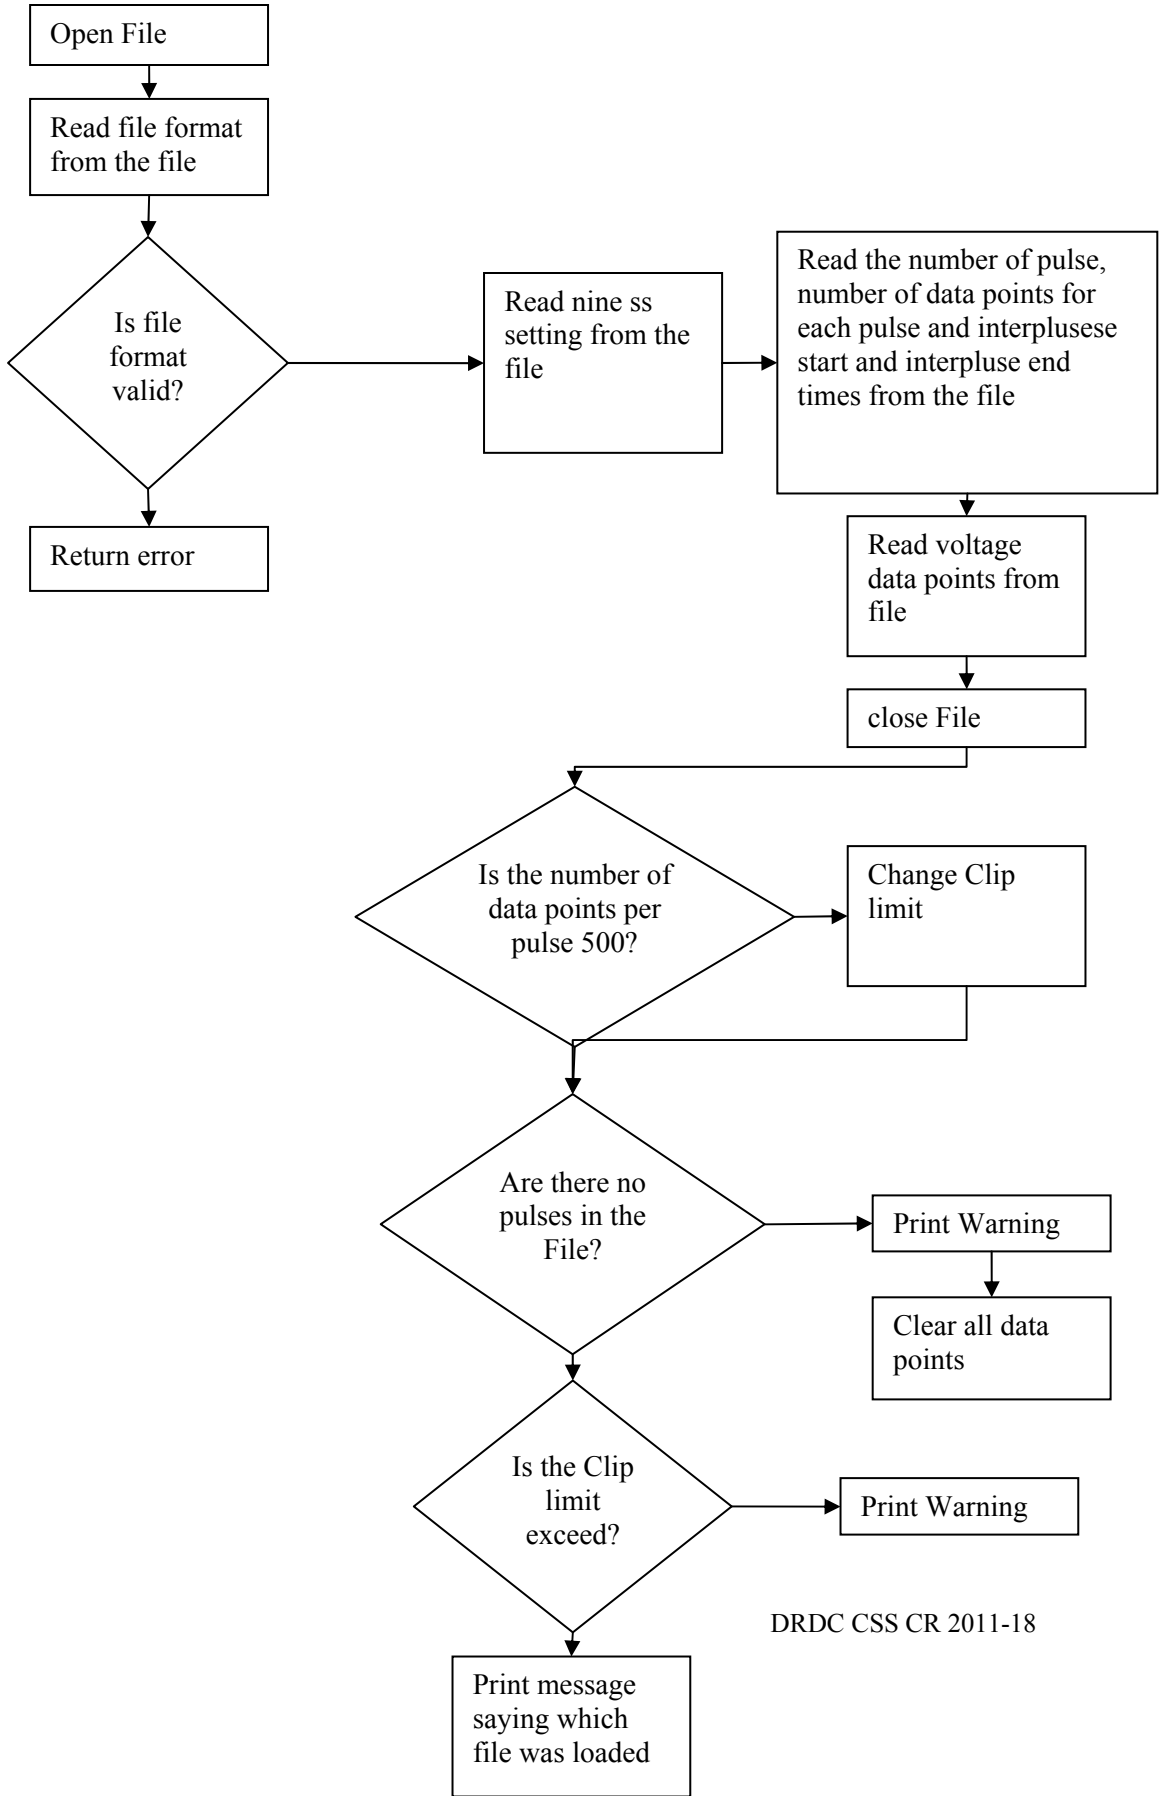 Open File
Read file format
from the file
Is file
format
valid?
Read nine ss
setting from the
file
Read the number of pulse,
number of data points for
each pulse and interplusese
start and interpluse end
times from the file
Return error
Read voltage
data points from
file
close File
Is the number of
data points per
pulse 500?
Change Clip
limit
Are there no
pulses in the
File?
Print Warning
Clear all data
points
Is the Clip
limit
exceed?
Print Warning
DRDC CSS CR 2011-18
Print message
saying which
file was loaded